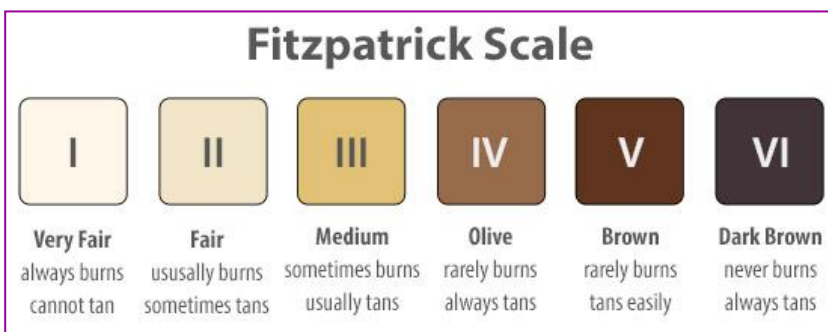 Fitzpatrick Scale
I II III IV V VI
Very Fair Fair Medium Olive Brown Dark Brown
always burns ususally burns sometimes burns rarely burns rarely burns never burns
cannot tan sometimes tans usually tans always tans tans easily always tans